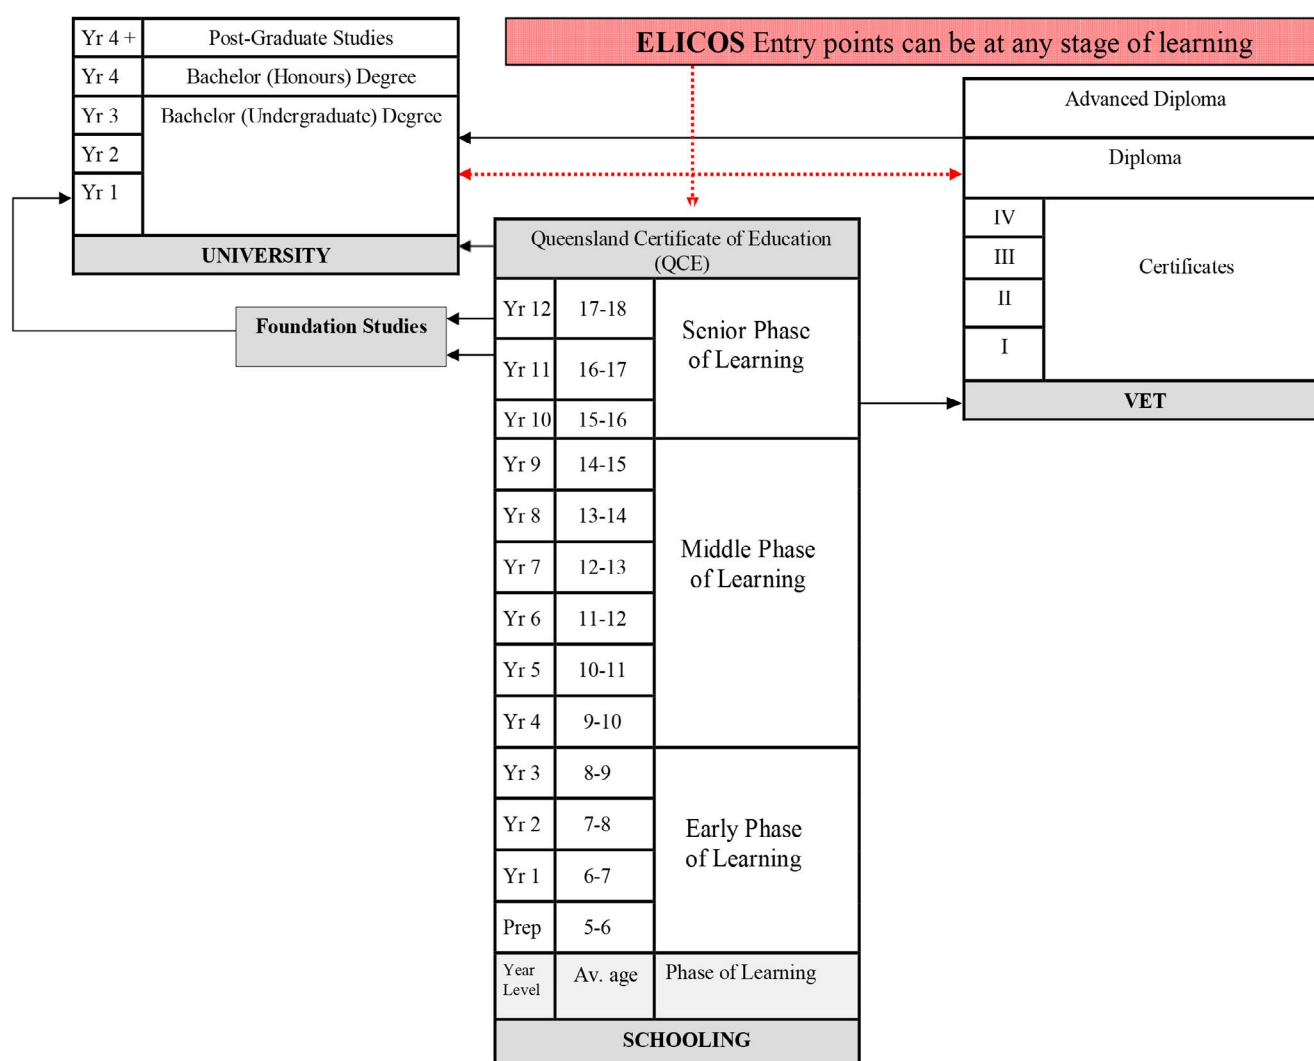 Yr 4 + Post-Graduate Studies
Yr 4 Bachelor (Honours) Degree
Yr 3 Bachelor (Undergraduate) Degree
Yr 2
Yr 1
UNIVERSITY
ELICOS Entry points can be at any stage of learning
Advanced Diploma
Diploma
IV
III
Certificates
II
I
VET
Foundation Studies
Queensland Certificate of Education
(QCE)
Yr 12 17-18
Senior Phase
of Learning
Yr 11 16-17
Yr 10 15-16
Yr 9 14-15
Yr 8 13-14
Middle Phase
of Learning
Yr 7 12-13
Yr 6 11-12
Yr 5 10-11
Yr 4 9-10
Yr 3 8-9
Yr 2 7-8
Early Phase
of Learning
Yr 1 6-7
Prep 5-6
Year
Level
Av. age
Phase of Learning
SCHOOLING